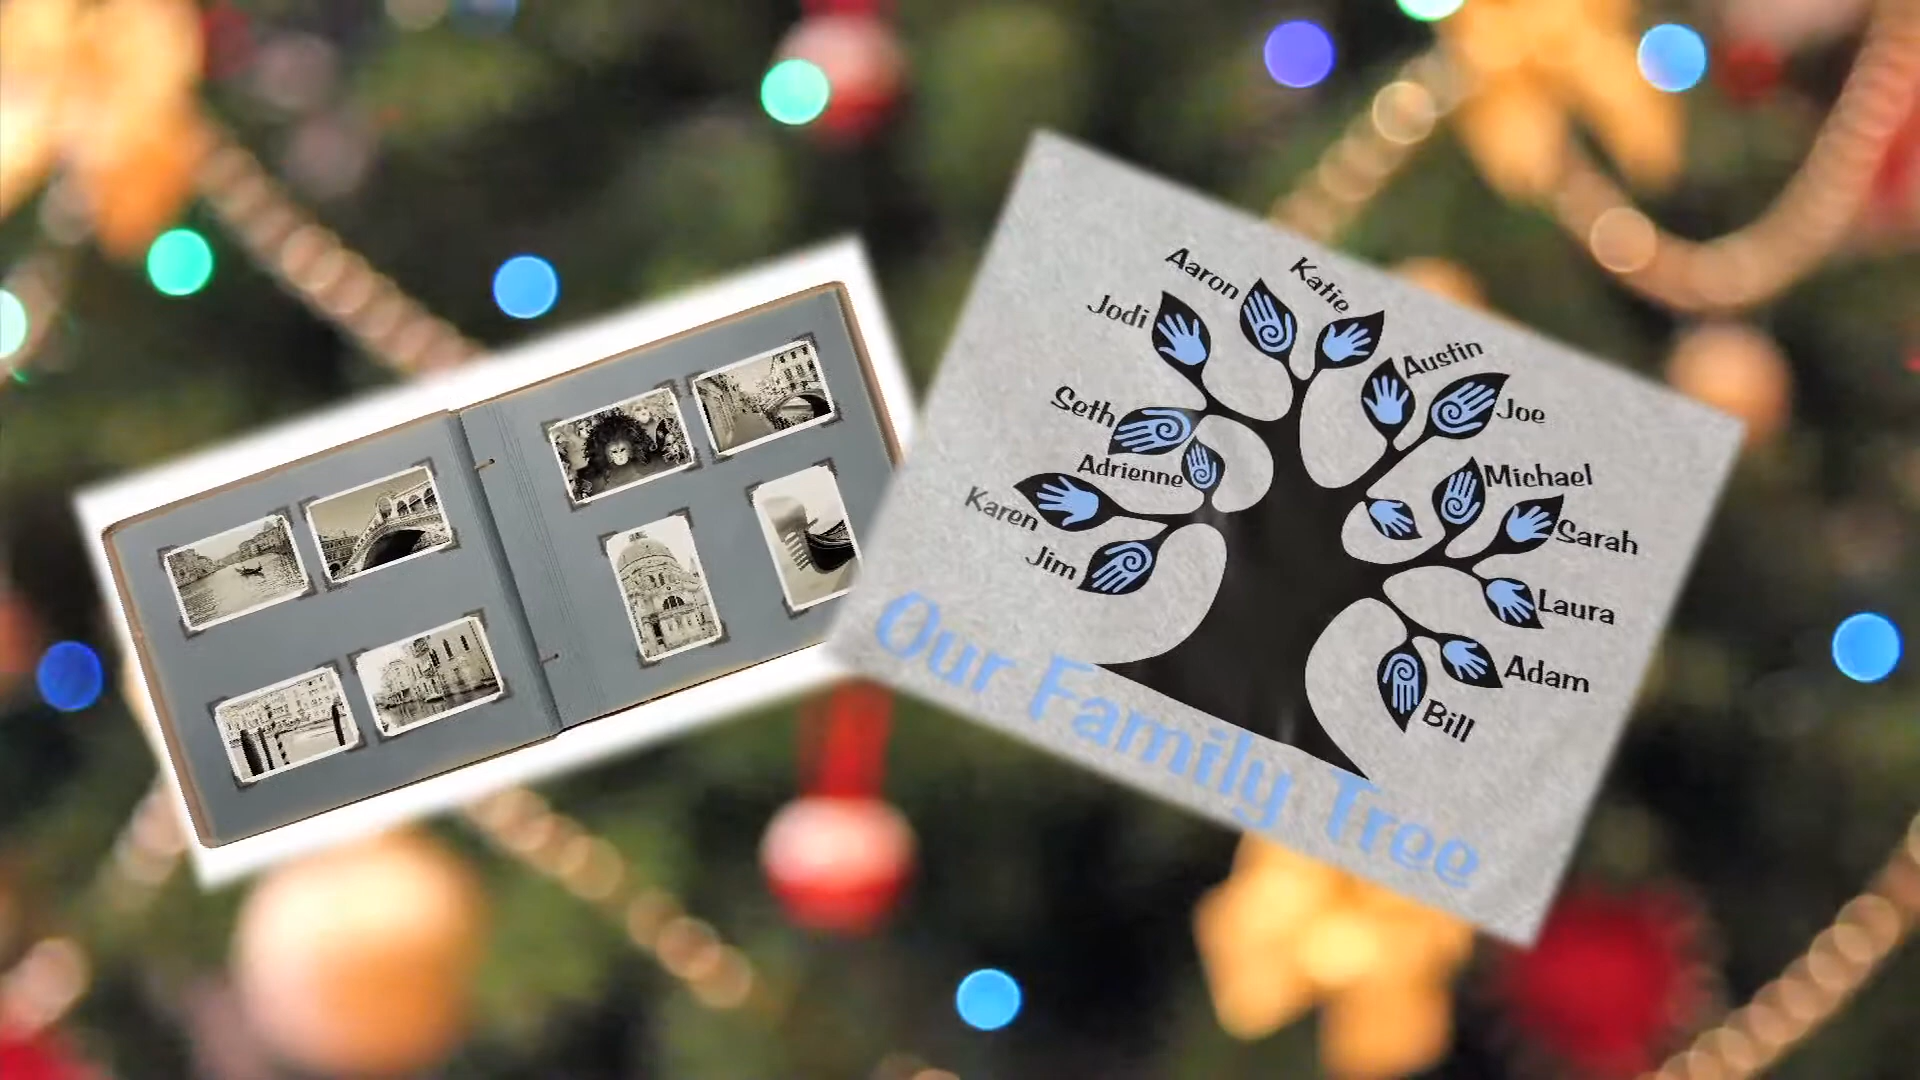 Aaron
Katie
Jodi
Austin
Seth
Joe
Adrienne
Michael
Karen
Sarah
Jim
Laura
Adam
Bill
Our Family Tree